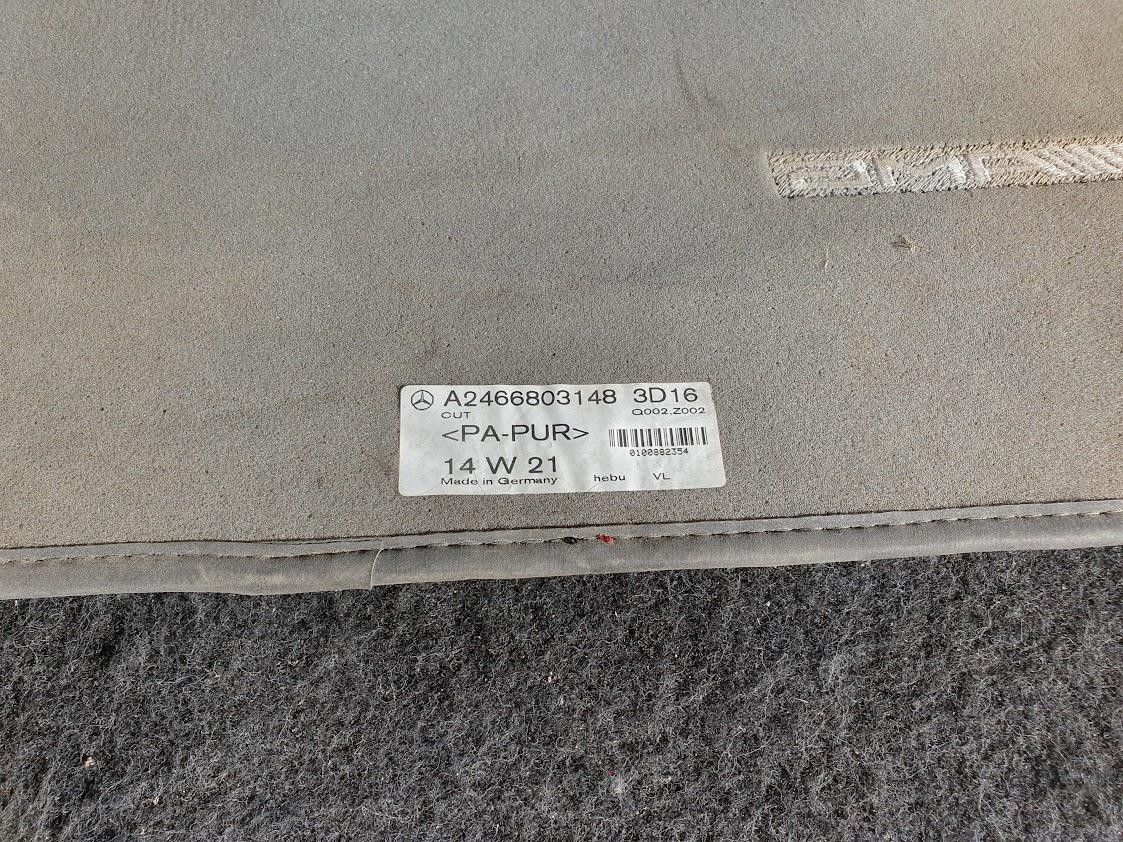 A2466803148 3D16
CUT Q002,Z002
<PA-PUR>
0100882354
14 W 21
Made in Germany hebu VL